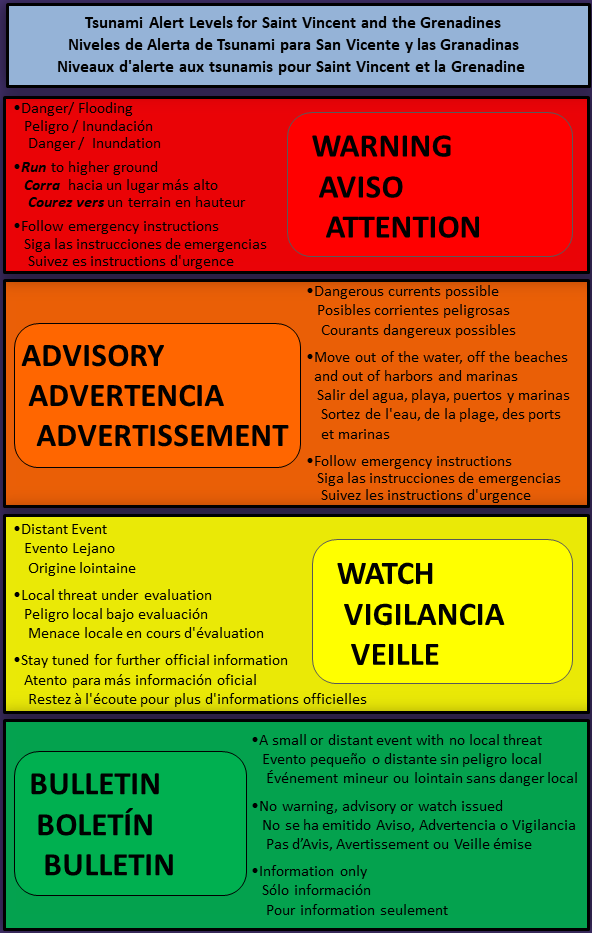 Tsunami Alert Levels for Saint Vincent and the Grenadines
Niveles de Alerta de Tsunami para San Vicente y las Granadinas
Niveaux d'alerte aux tsunamis pour Saint Vincent et la Grenadine
•Danger/ Flooding
Peligro / Inundación
Danger / Inundation
•Run to higher ground
Corra hacia un lugar más alto
Courez vers un terrain en hauteur
•Follow emergency instructions
Siga las instrucciones de emergencias
Suivez es instructions d'urgence
WARNING
AVISO
ATTENTION
ADVISORY
ADVERTENCIA
ADVERTISSEMENT
•Dangerous currents possible
Posibles corrientes peligrosas
Courants dangereux possibles
•Move out of the water, off the beaches
and out of harbors and marinas
Salir del agua, playa, puertos y marinas
Sortez de l'eau, de la plage, des ports
et marinas
•Follow emergency instructions
Siga las instrucciones de emergencias
Suivez les instructions d'urgence
•Distant Event
Evento Lejano
Origine lointaine
•Local threat under evaluation
Peligro local bajo evaluación
Menace locale en cours d'évaluation
•Stay tuned for further official information
Atento para más información oficial
Restez à l'écoute pour plus d'informations officielles
WATCH
VIGILANCIA
VEILLE
BULLETIN
BOLETÍN
BULLETIN
•A small or distant event with no local threat
Evento pequeño o distante sin peligro local
Événement mineur ou lointain sans danger local
•No warning, advisory or watch issued
No se ha emitido Aviso, Advertencia o Vigilancia
Pas d’Avis, Avertissement ou Veille émise
•Information only
Sólo información
Pour information seulement